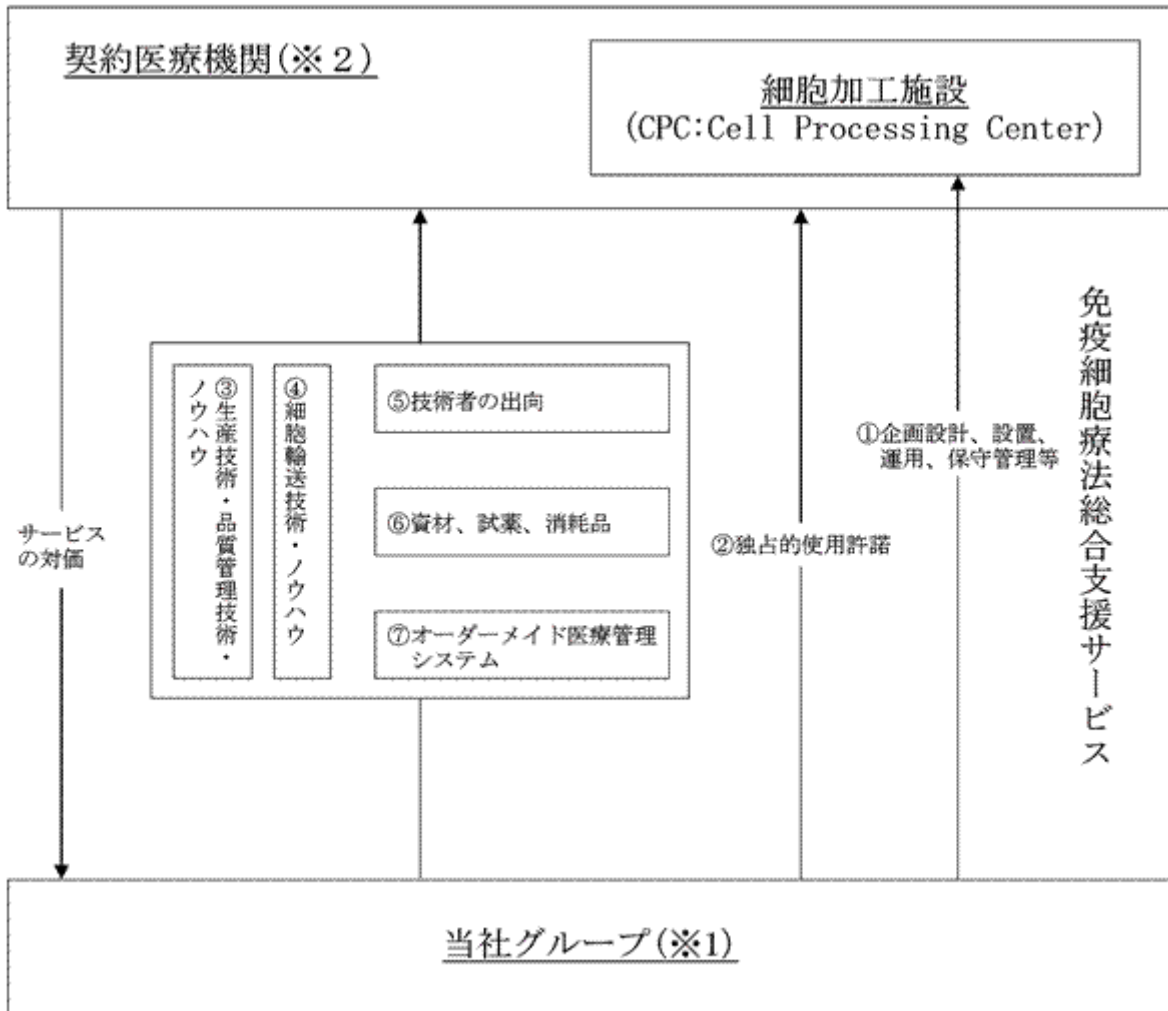 契約医療機関(※2)
細胞加工施設
(CPC:Cell Processing Center)
免疫細胞療法総合支援サービス
①企画設計、設置、
運用、保守管理等
②独占的使用許諾
③生産技術・品質管理技術・
ノウハウ
④細胞輸送技術・ノウハウ
⑤技術者の出向
⑥資材、試薬、消耗品
⑦オーダーメイド医療管理
システム
サービス
の対価
当社グループ(※1)